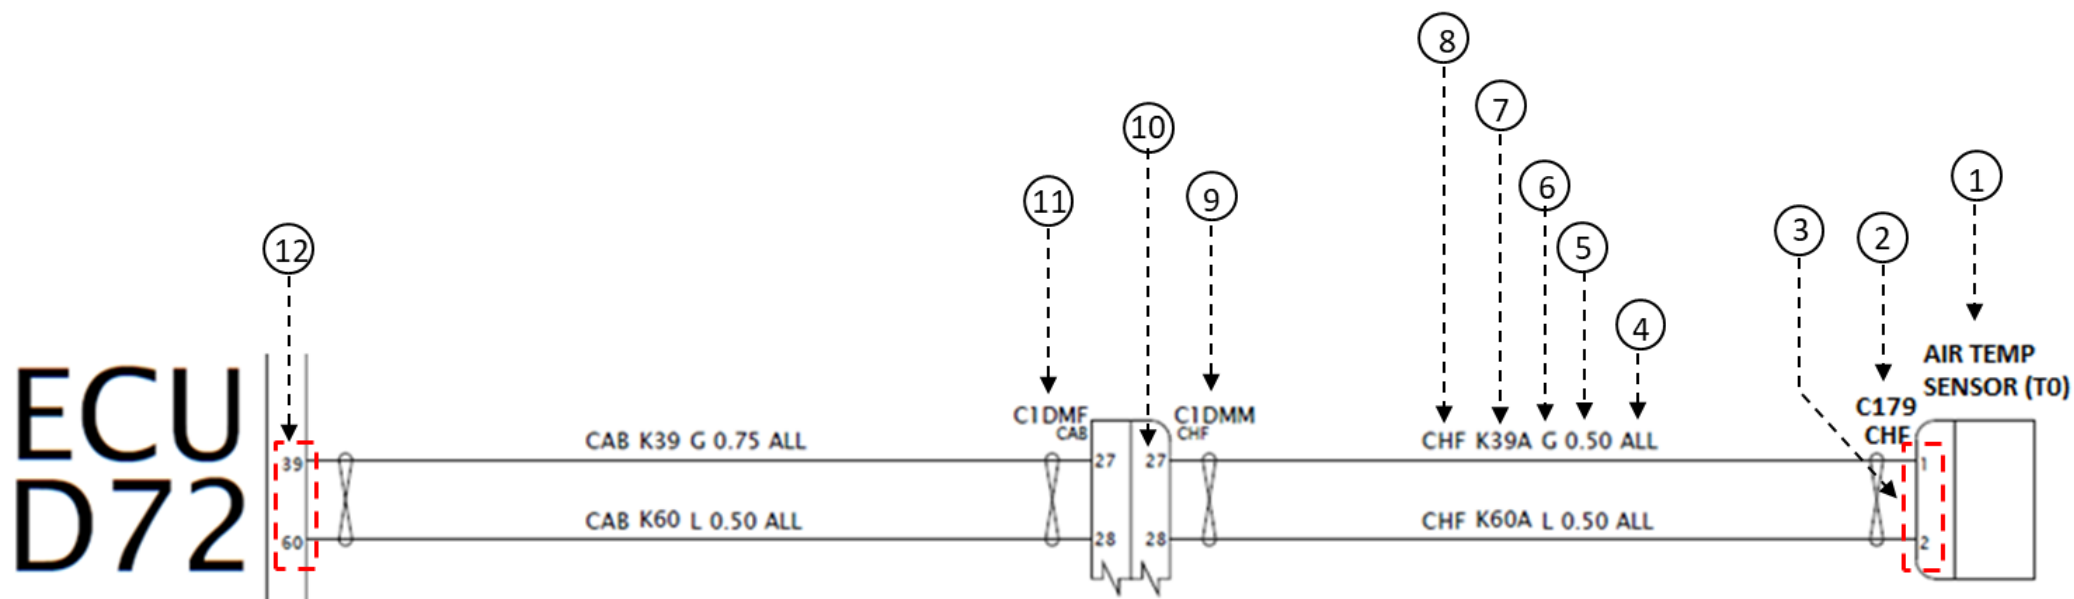 8
7
10
6
1
11
9
3
2
5
12
4
AIR TEMP
SENSOR (T0)
ECU
D72
C1DMF
CAB
C1DMM
CHF
C179
CHF
CAB K39 G 0.75 ALL
CHF K39A G 0.50 ALL
39
27
27
1
CAB K60 L 0.50 ALL
CHF K60A L 0.50 ALL
60
28
28
2